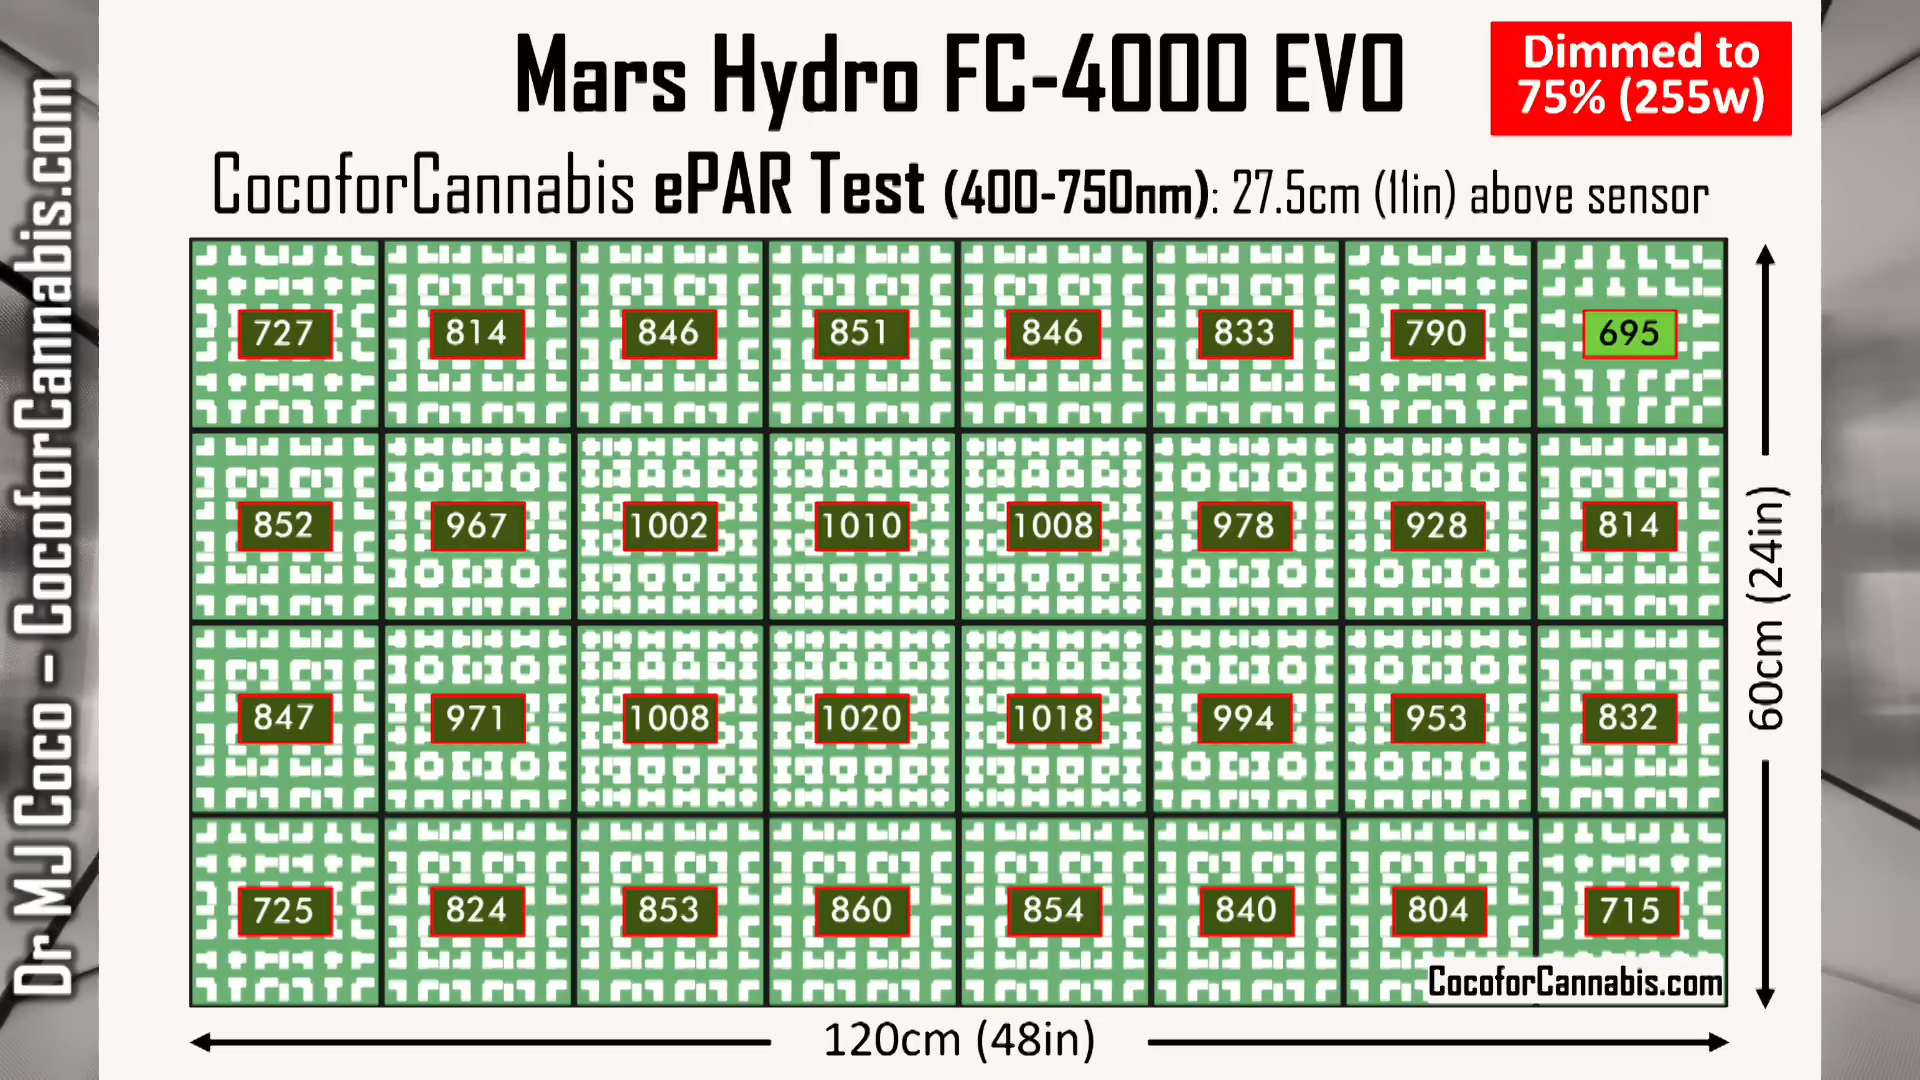 Mars Hydro FC-4000 EVO
Dimmed to
75% (255w)
CocoforCannabis ePAR Test (400-750nm): 27.5cm (11in) above sensor
727 814 846 851 846 833 790 695
852 967 1002 1010 1008 978 928 814
847 971 1008 1020 1018 994 953 832
725 824 853 860 854 840 804 715
CocoforCannabis.com
120cm (48in)
60cm (24in)
Dr MJ Coco - CocoforCannabis.com